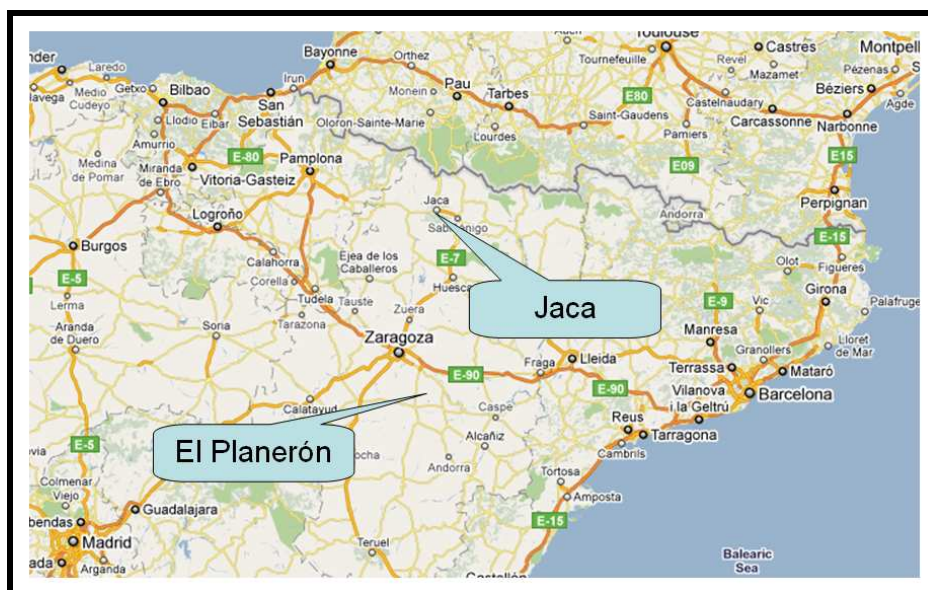 Toulouse
Castres
Montpell
Bayonne
Orthez
Tournefeuille
Revel
Mazamet
Pézenas
Laredo
Irun
Monein
Pau
Tarbes
E80
Castelnaudary
Béziers
Agde
Medio
Cudeyo
Getxo
Bilbao
San
Sebastián
Oloron-Sainte-Marie
Lourdes
Saint-Gaudens
Pamiers
Carcassonne
Narbonne
Llodio
Eibar
Amurrio
E-80
Pamplona
E09
E15
Medina
de Pomar
Miranda
de Ebro
Vitoria-Gasteiz
Jaca
Andorra
Perpignan
Logroño
Burgos
E-15
Calahorra
Ejea de los
Caballeros
E-7
Olot
Figueres
E-5
Corella
Huesca
Jaca
E-9
Vic
Girona
Palafruge
Lerma
Tudela
Tauste
Zuera
Tarazona
Soria
Manresa
Aranda
de Duero
Zaragoza
Fraga
Lleida
Granollers
Lloret
de Mar
Terrassa
Mataró
E-90
E-90
Vilanova
i la Geltrú
Barcelona
Calatayud
Caspe
Reus
El Planerón
Alcañiz
Tarragona
Cambrils
E-5
ocha
Andorra
Tortosa
Colmenar
Viejo
Amposta
Guadalajara
bendas
E-15
Madrid
Teruel
Balearic
Sea
ada
Arganda
Castellón